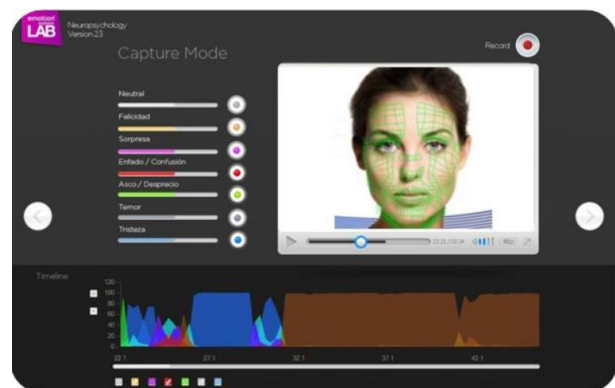 emotion
LAB
Neuropsychology
Version 2.3
Capture Mode
Record
Neutral
Felicidad
Sorpresa
Enfado / Confusión
Asco / Desprecio
Temor
Tristeza
Timeline
120
100
80
60
40
20
0
22.1
27.1
32.1
37.1
42.1